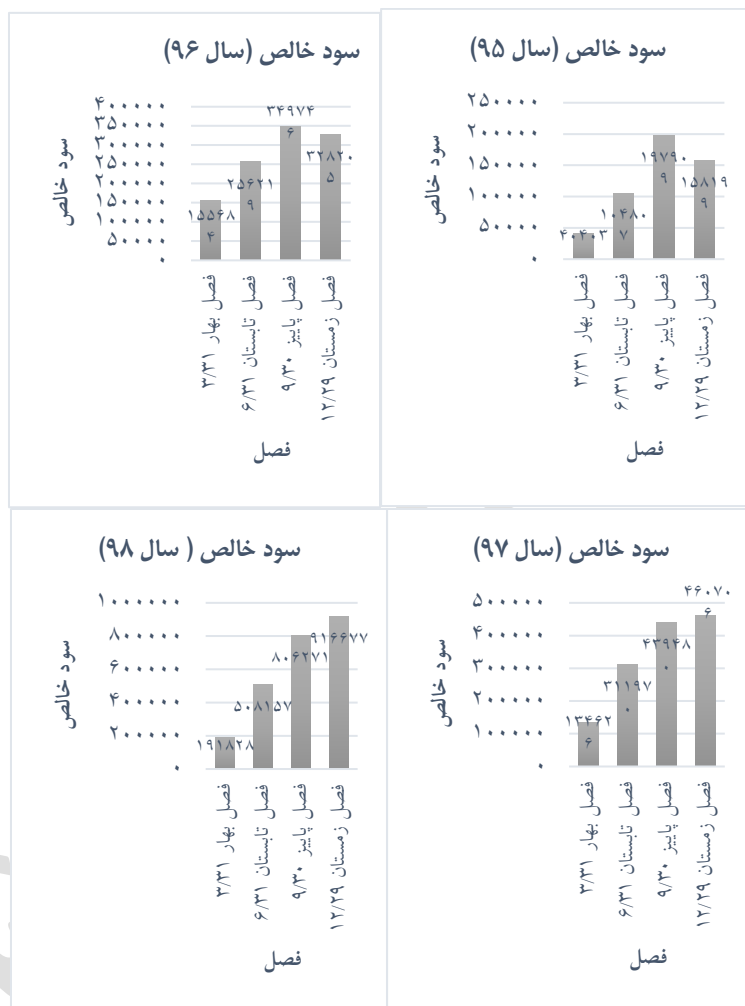 سود خالص (سال ۹۵)
سود خالص
۲۵۰۰۰۰
۲۰۰۰۰۰
۱۵۰۰۰۰
۱۰۰۰۰۰
۵۰۰۰۰
۰
۴۰۴۰۳
۱۰۴۸۰
۷
۱۹۷۹۰
۹
۱۵۸۱۹
۹
فصل بهار ۳/۳۱
فصل تابستان ۶/۳۱
فصل پاییز ۹/۳۰
فصل زمستان ۱۲/۲۹
فصل
سود خالص (سال ۹۶)
سود خالص
۴۰۰۰۰۰
۳۵۰۰۰۰
۳۰۰۰۰۰
۲۵۰۰۰۰
۲۰۰۰۰۰
۱۵۰۰۰۰
۱۰۰۰۰۰
۵۰۰۰۰
۰
۱۵۵۶۸
۴
۲۵۶۲۱
۹
۳۴۹۷۴
۶
۳۲۸۲۰
۵
فصل بهار ۳/۳۱
فصل تابستان ۶/۳۱
فصل پاییز ۹/۳۰
فصل زمستان ۱۲/۲۹
فصل
سود خالص (سال ۹۷)
سود خالص
۵۰۰۰۰۰
۴۰۰۰۰۰
۳۰۰۰۰۰
۲۰۰۰۰۰
۱۰۰۰۰۰
۰
۱۳۴۶۲
۶
۳۱۱۹۷
۰
۴۳۹۴۸
۰
۴۶۰۷۰
۶
فصل بهار ۳/۳۱
فصل تابستان ۶/۳۱
فصل پاییز ۹/۳۰
فصل زمستان ۱۲/۲۹
فصل
سود خالص ( سال ۹۸)
سود خالص
۱۰۰۰۰۰۰
۸۰۰۰۰۰
۶۰۰۰۰۰
۴۰۰۰۰۰
۲۰۰۰۰۰
۰
۱۹۱۸۲۸
۵۰۸۱۵۷
۸۰۶۲۷۱
۹۱۶۶۷۷
فصل بهار ۳/۳۱
فصل تابستان ۶/۳۱
فصل پاییز ۹/۳۰
فصل زمستان ۱۲/۲۹
فصل